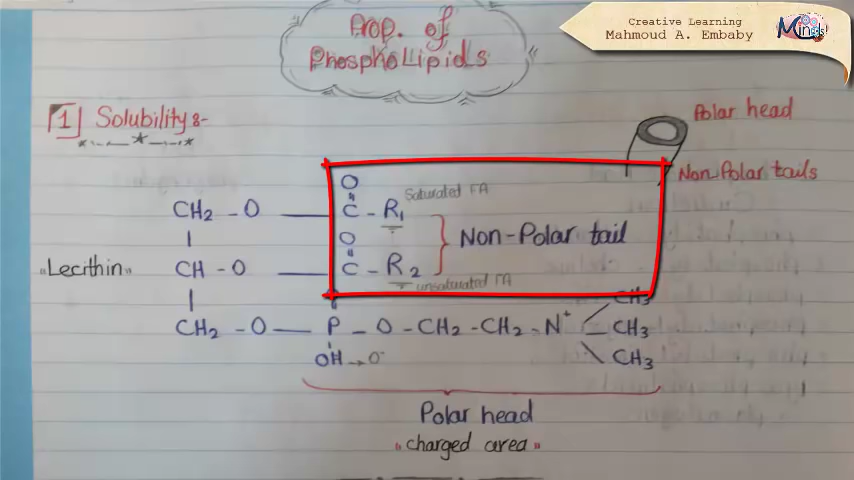 Creative Learning
Mahmoud A. Embaby
Minds
Prop. of
PhosphoLipids
1 Solubility:-
Polar head
Non-Polar tails
O
Saturated FA
CH2 - O - C - R1
O
Non-Polar tail
"Lecithin" CH - O - C - R2
unsaturated FA
CH3
CH2 - O - P - O - CH2 - CH2 - N+ - CH3
OH → O-
CH3
Polar head
"charged area"